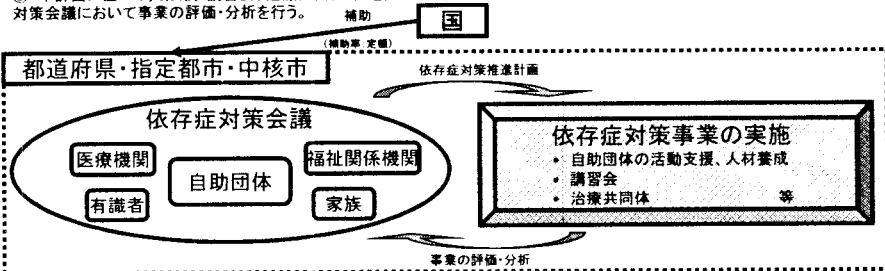 対策会議において事業の評価・分析を行う。
補助
国
(補助率 定額)
都道府県・指定都市・中核市
依存症対策推進計画
依存症対策会議
医療機関
福祉関係機関
自助団体
有識者
家族
依存症対策事業の実施
・ 自助団体の活動支援、人材養成
・ 講習会
・ 治療共同体 等
事業の評価・分析